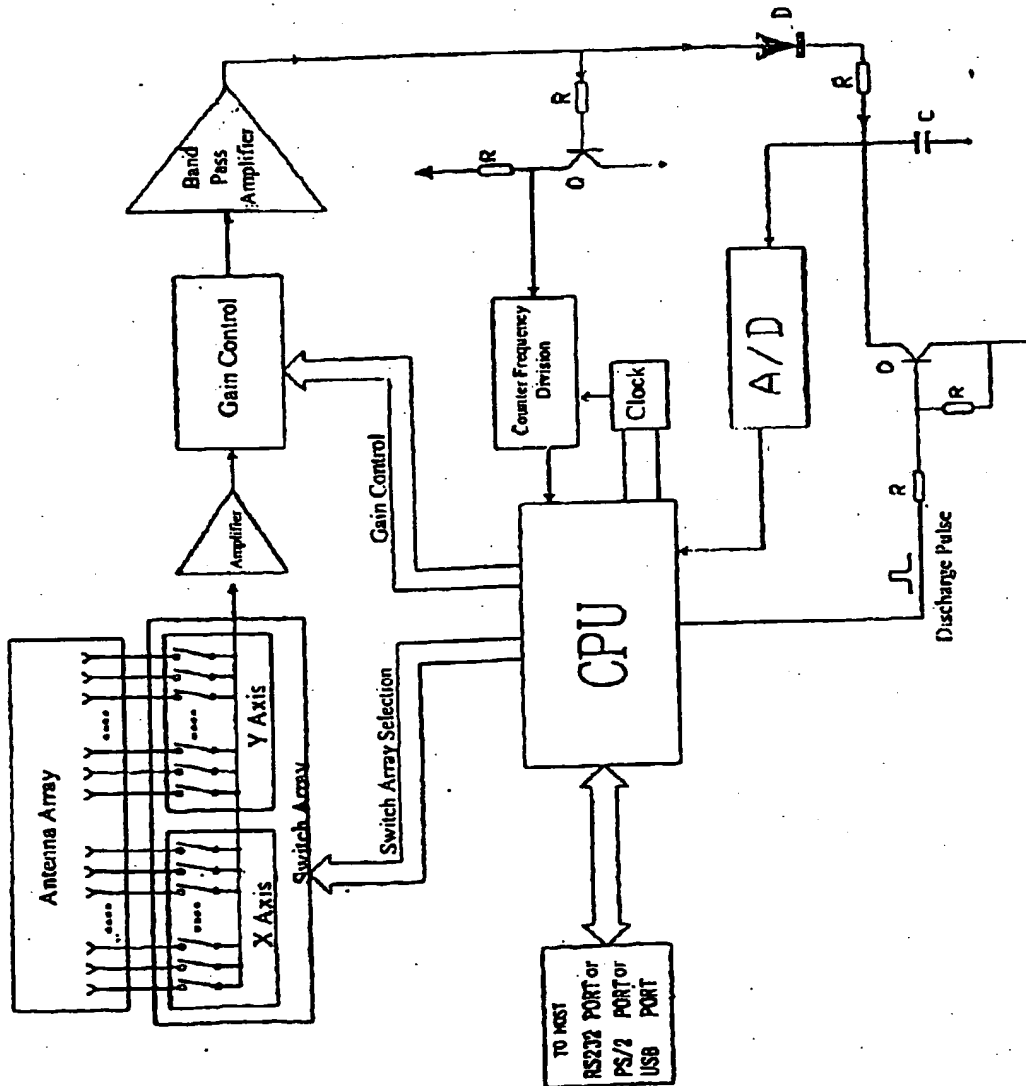 Antenna Array
X Axis
Y Axis
Switch Array
Amplifier
Gain Control
Band
Pass
Amplifier
Switch Array Selection
Gain Control
TO HOST
RS232 PORT or
PS/2 PORT or
USB PORT
CPU
Counter Frequency
Division
Clock
A/D
Discharge Pulse
R
R
Q
R
R
Q
R
C
D